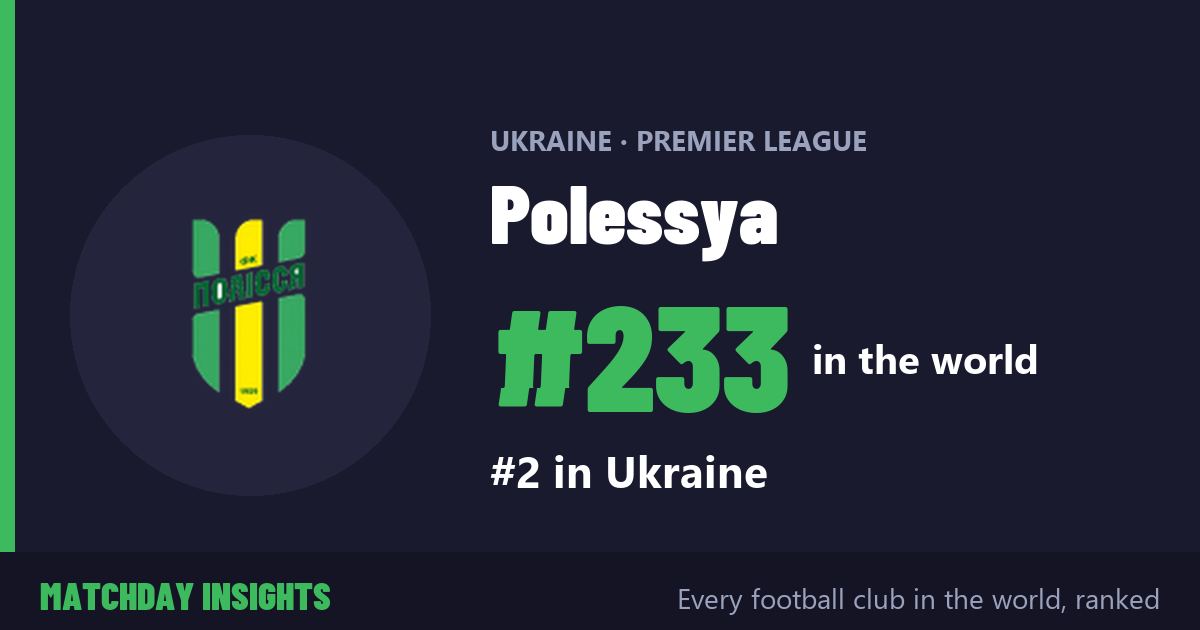 UKRAINE · PREMIER LEAGUE
Polessya
ПОЛІССЯ
#233 in the world
#2 in Ukraine
MATCHDAY INSIGHTS
Every football club in the world, ranked